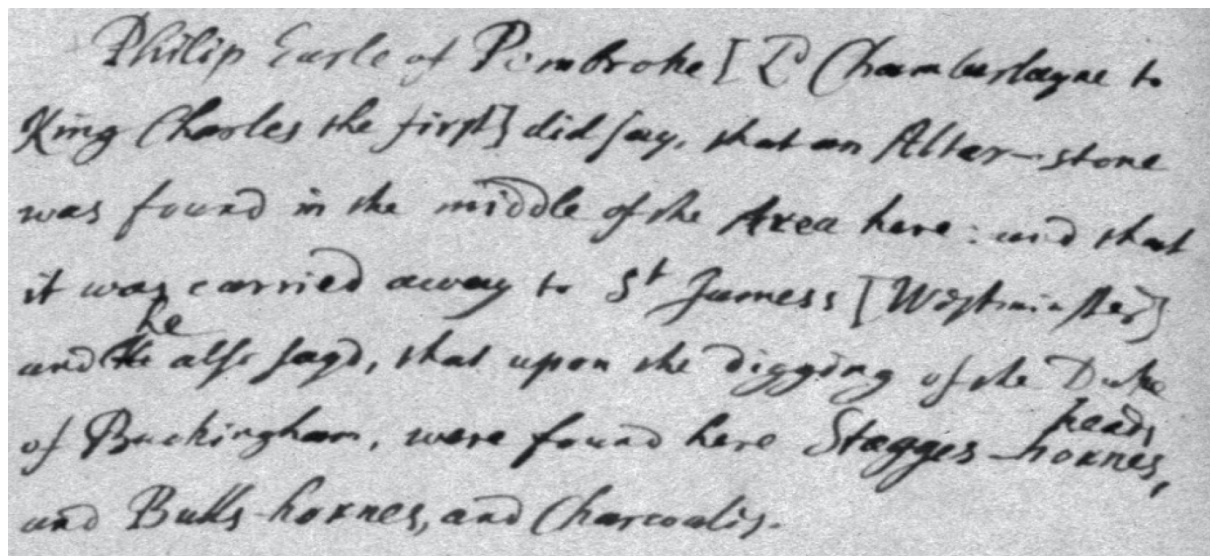 Philip Earle of Pembroke [Ld Chamberlayne to
King Charles the first] did say, that an Altar-stone
was found in the middle of the Area here: and that
it was carried away to St Jameses [Westminster]
he
and also sayd, that upon the digging of the Duke
heads
of Buckingham, were found here Stagges-hornes,
and Bulls-hornes, and Charcoales.